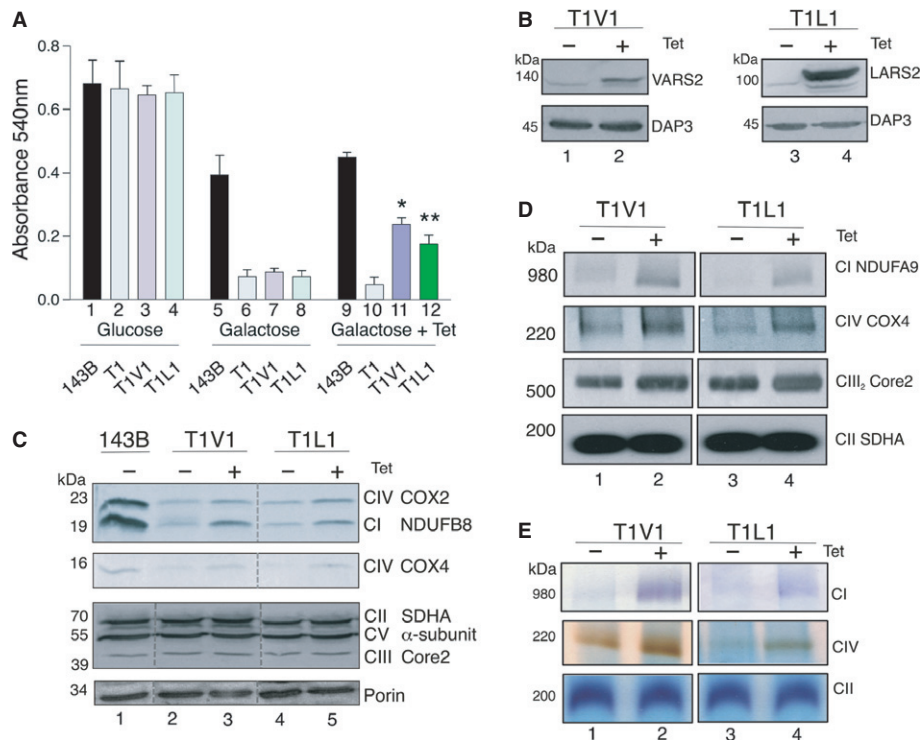 A
Absorbance 540nm
0.8
0.6
0.4
0.2
0.0
* **
1 2 3 4 5 6 7 8 9 10 11 12
Glucose Galactose Galactose + Tet
143B T1 T1V1 T1L1 143B T1 T1V1 T1L1 143B T1 T1V1 T1L1
B
T1V1 T1L1
– + Tet – + Tet
kDa kDa
140 VARS2 100 LARS2
45 DAP3 45 DAP3
1 2 3 4
C
143B T1V1 T1L1
– – + – + Tet
kDa
23 CIV COX2
19 CI NDUFB8
16 CIV COX4
70 CII SDHA
55 CV α-subunit
39 CIII Core2
34 Porin
1 2 3 4 5
D
T1V1 T1L1
– + – + Tet
kDa
980 CI NDUFA9
220 CIV COX4
500 CIII₂ Core2
200 CII SDHA
1 2 3 4
E
T1V1 T1L1
– + – + Tet
kDa
980 CI
220 CIV
200 CII
1 2 3 4